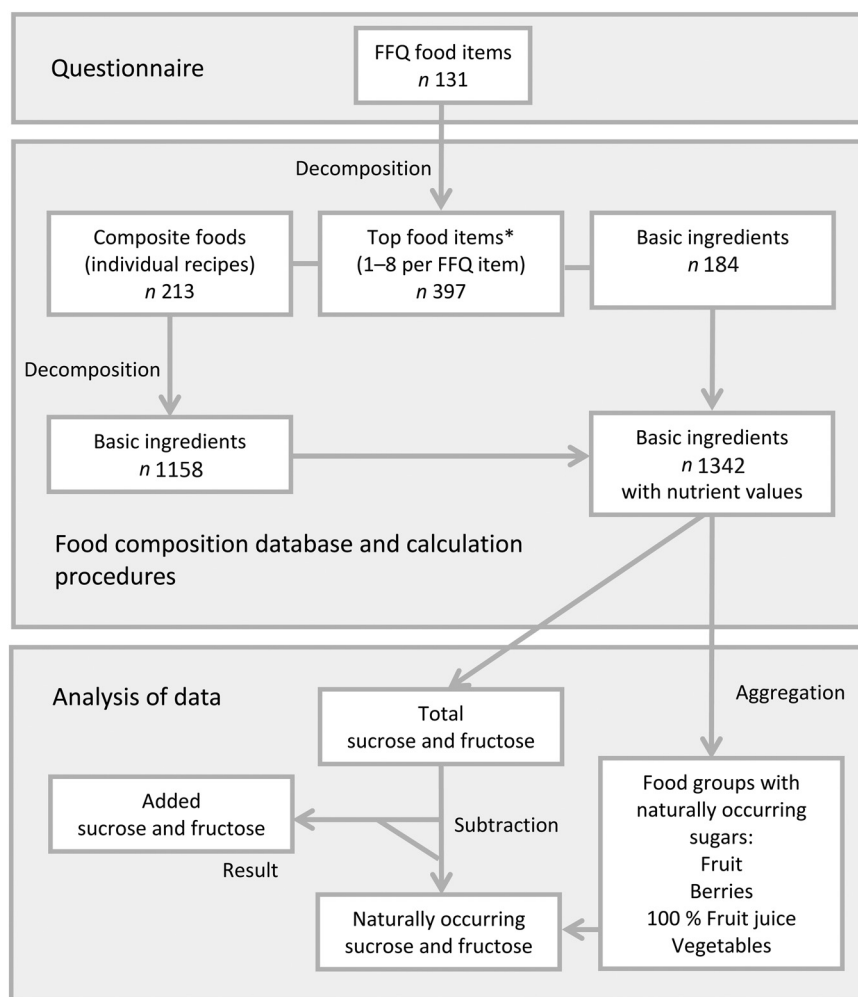 Questionnaire
FFQ food items
n 131
Decomposition
Composite foods
(individual recipes)
n 213
Top food items*
(1–8 per FFQ item)
n 397
Basic ingredients
n 184
Decomposition
Basic ingredients
n 1158
Basic ingredients
n 1342
with nutrient values
Food composition database and calculation
procedures
Analysis of data
Total
sucrose and fructose
Aggregation
Added
sucrose and fructose
Subtraction
Result
Food groups with
naturally occurring
sugars:
Fruit
Berries
100 % Fruit juice
Vegetables
Naturally occurring
sucrose and fructose